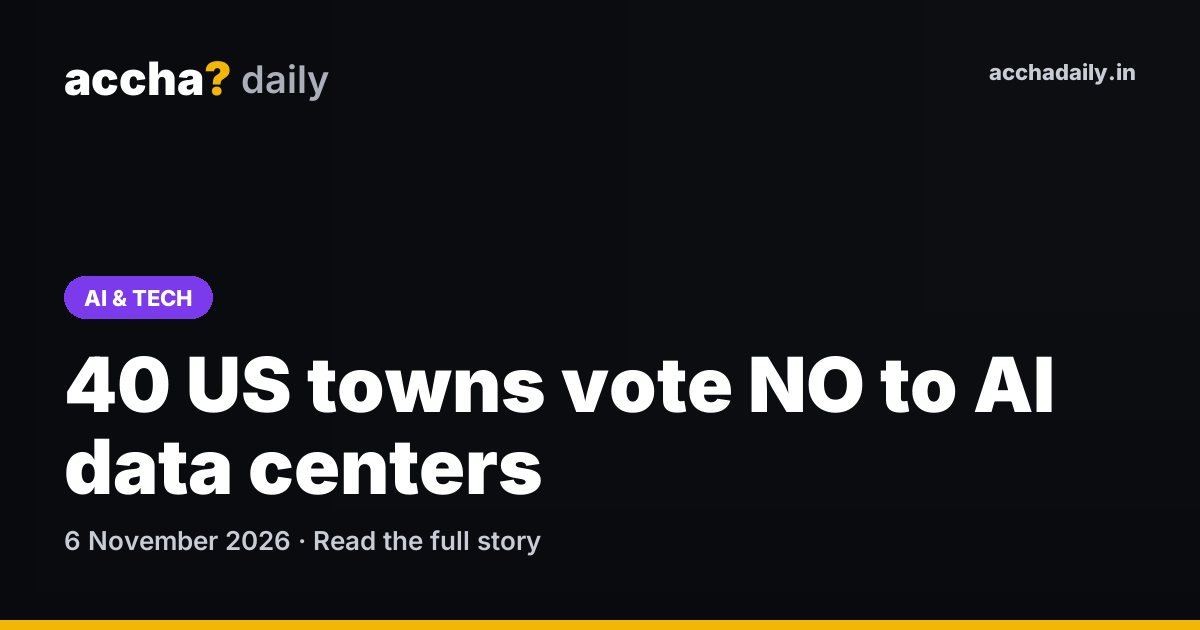 accha? daily
acchadaily.in
AI & TECH
40 US towns vote NO to AI
data centers
6 November 2026 · Read the full story